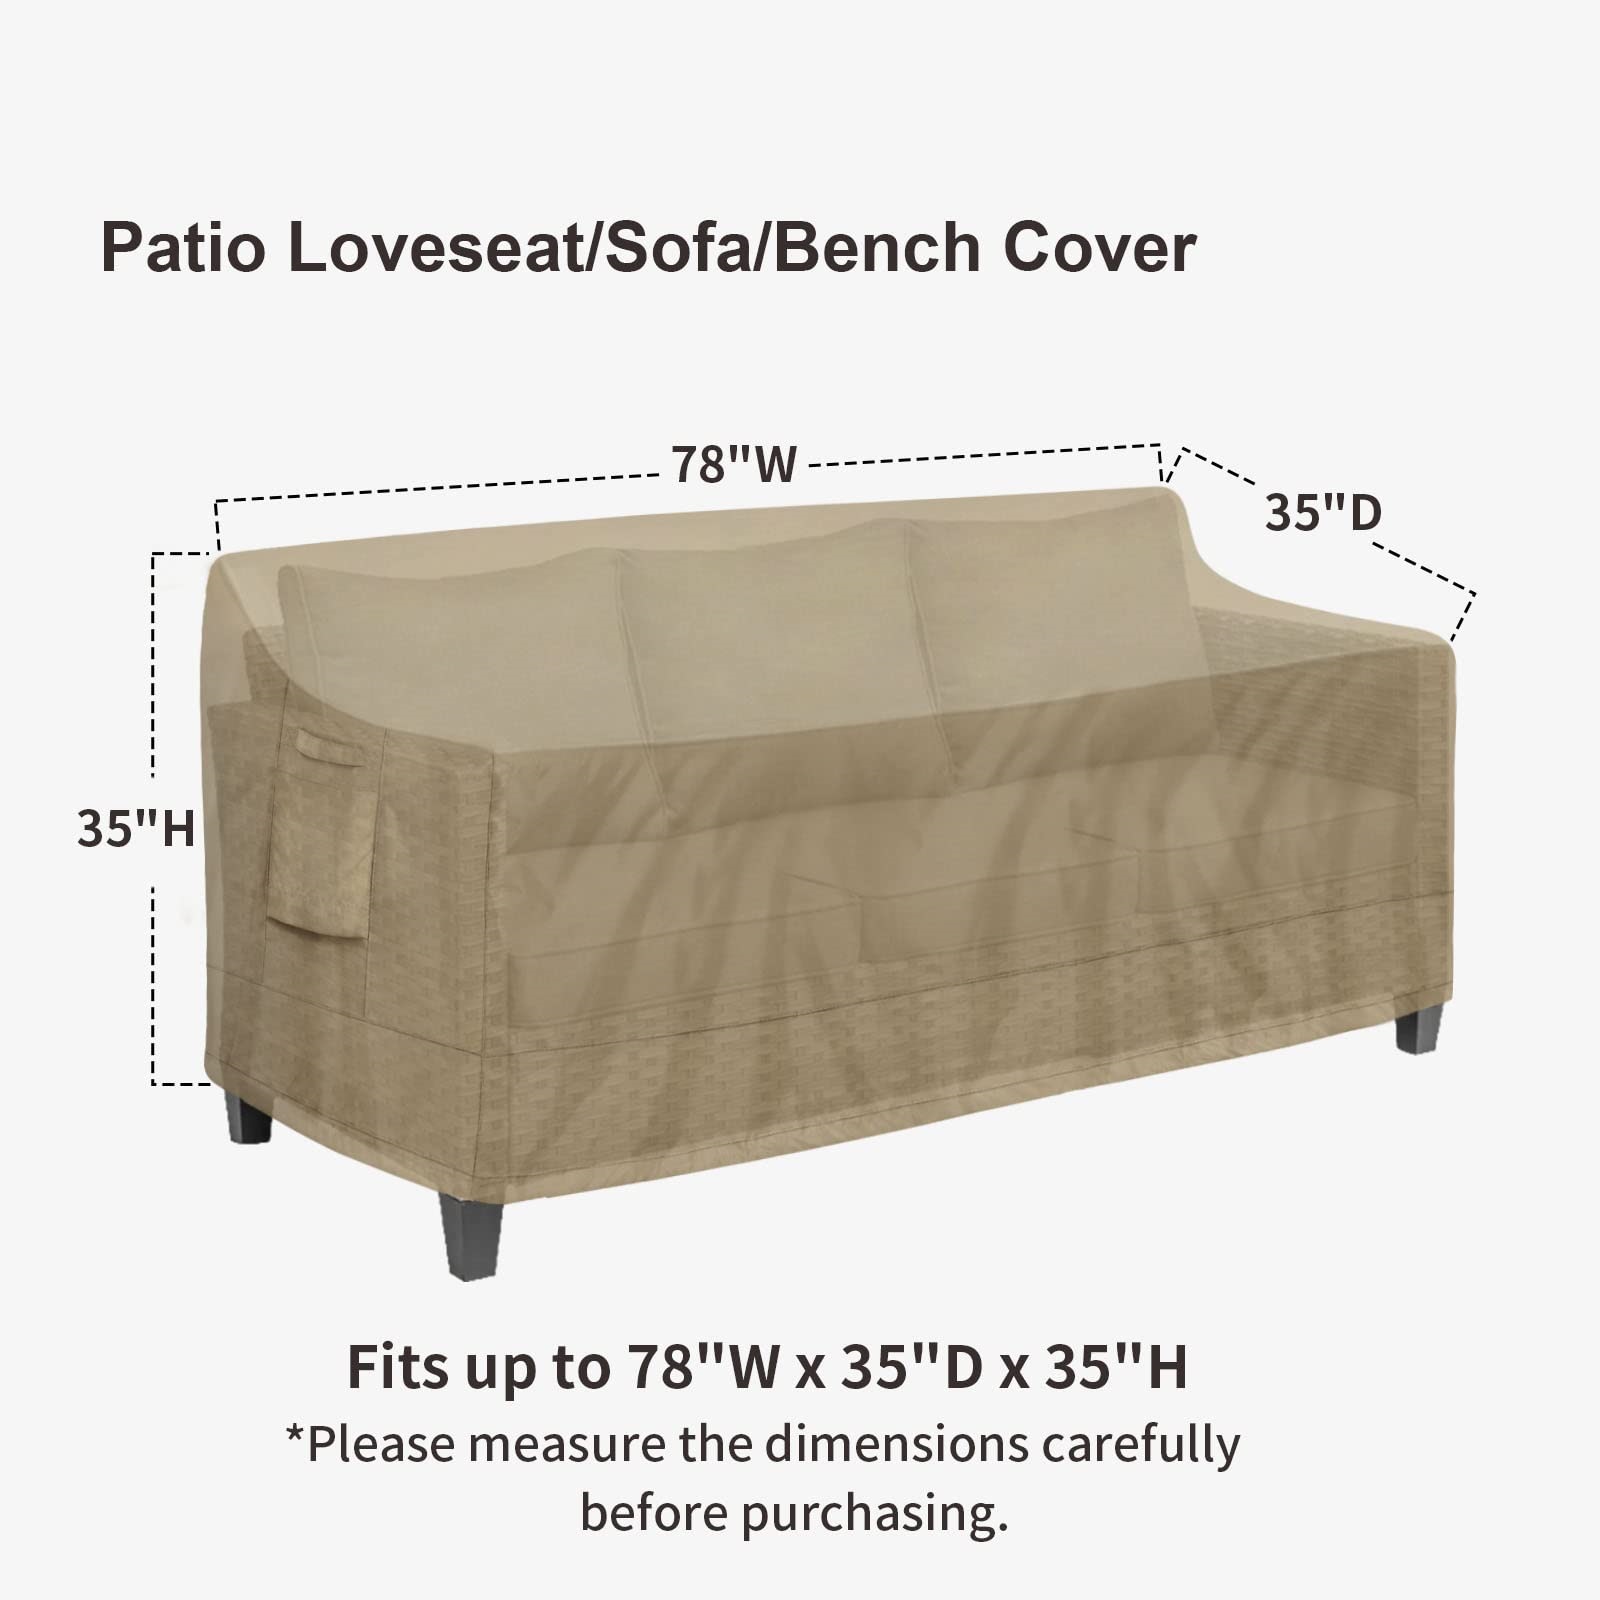 Patio Loveseat/Sofa/Bench Cover
78"W
35"D
35"H
Fits up to 78"W x 35"D x 35"H
*Please measure the dimensions carefully
before purchasing.